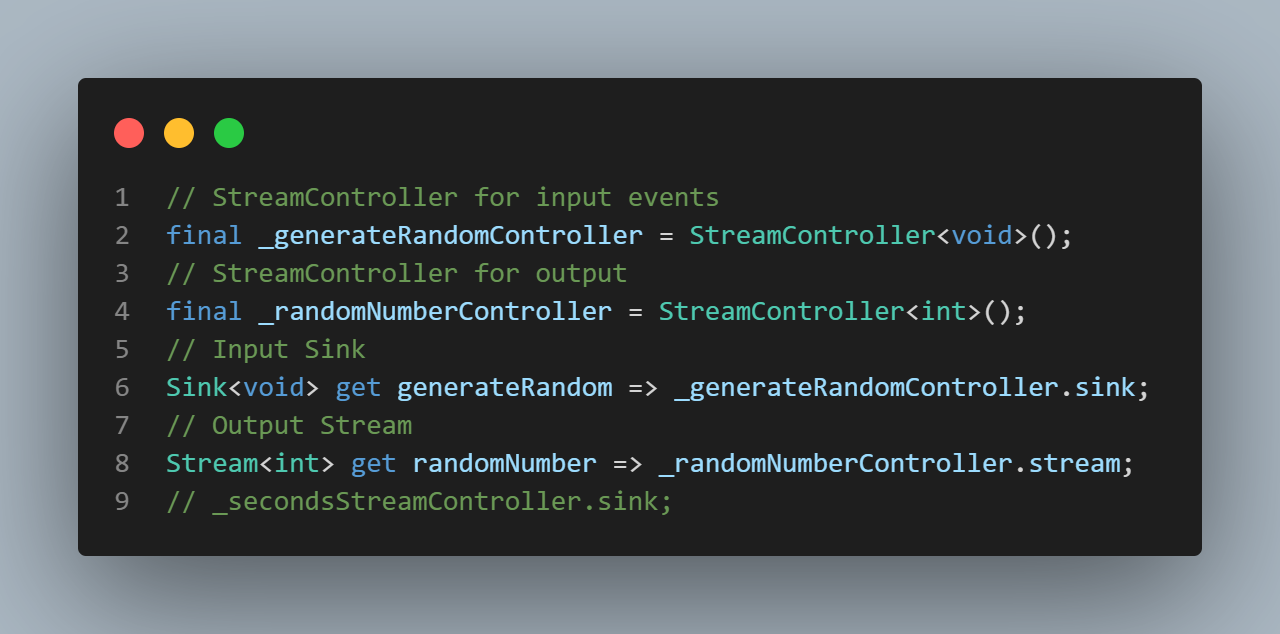 1 // StreamController for input events
2 final _generateRandomController = StreamController<void>();
3 // StreamController for output
4 final _randomNumberController = StreamController<int>();
5 // Input Sink
6 Sink<void> get generateRandom => _generateRandomController.sink;
7 // Output Stream
8 Stream<int> get randomNumber => _randomNumberController.stream;
9 // _secondsStreamController.sink;